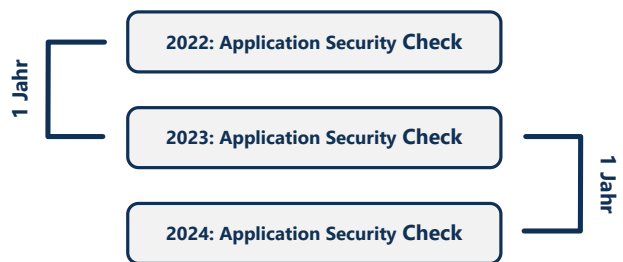 2022: Application Security Check
1 Jahr
2023: Application Security Check
1 Jahr
2024: Application Security Check